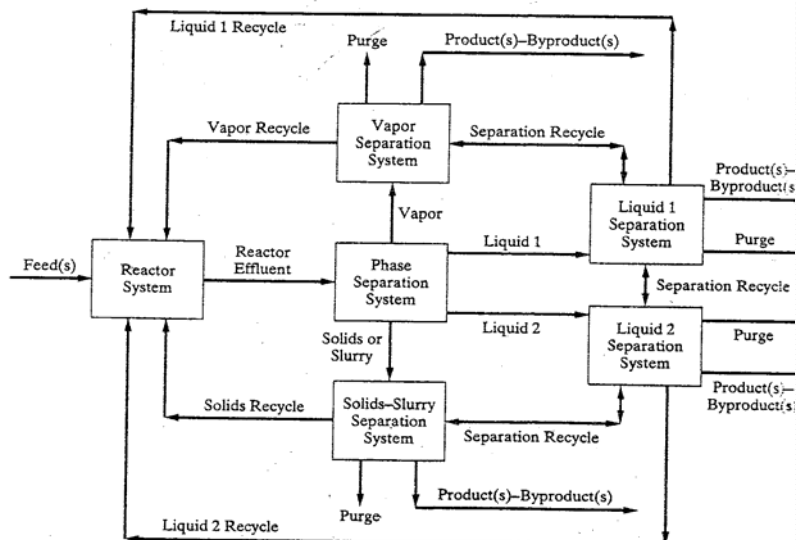 Liquid 1 Recycle
Purge
Product(s)–Byproduct(s)
Vapor Recycle
Vapor
Separation
System
Separation Recycle
Product(s)–
Byproduct(s
Vapor
Liquid 1
Liquid 1
Separation
System
Purge
Feed(s)
Reactor
System
Reactor
Effluent
Phase
Separation
System
Separation Recycle
Solids or
Slurry
Liquid 2
Liquid 2
Separation
System
Purge
Solids Recycle
Solids–Slurry
Separation
System
Separation Recycle
Product(s)–
Byproduct(s)
Purge
Product(s)–Byproduct(s)
Liquid 2 Recycle